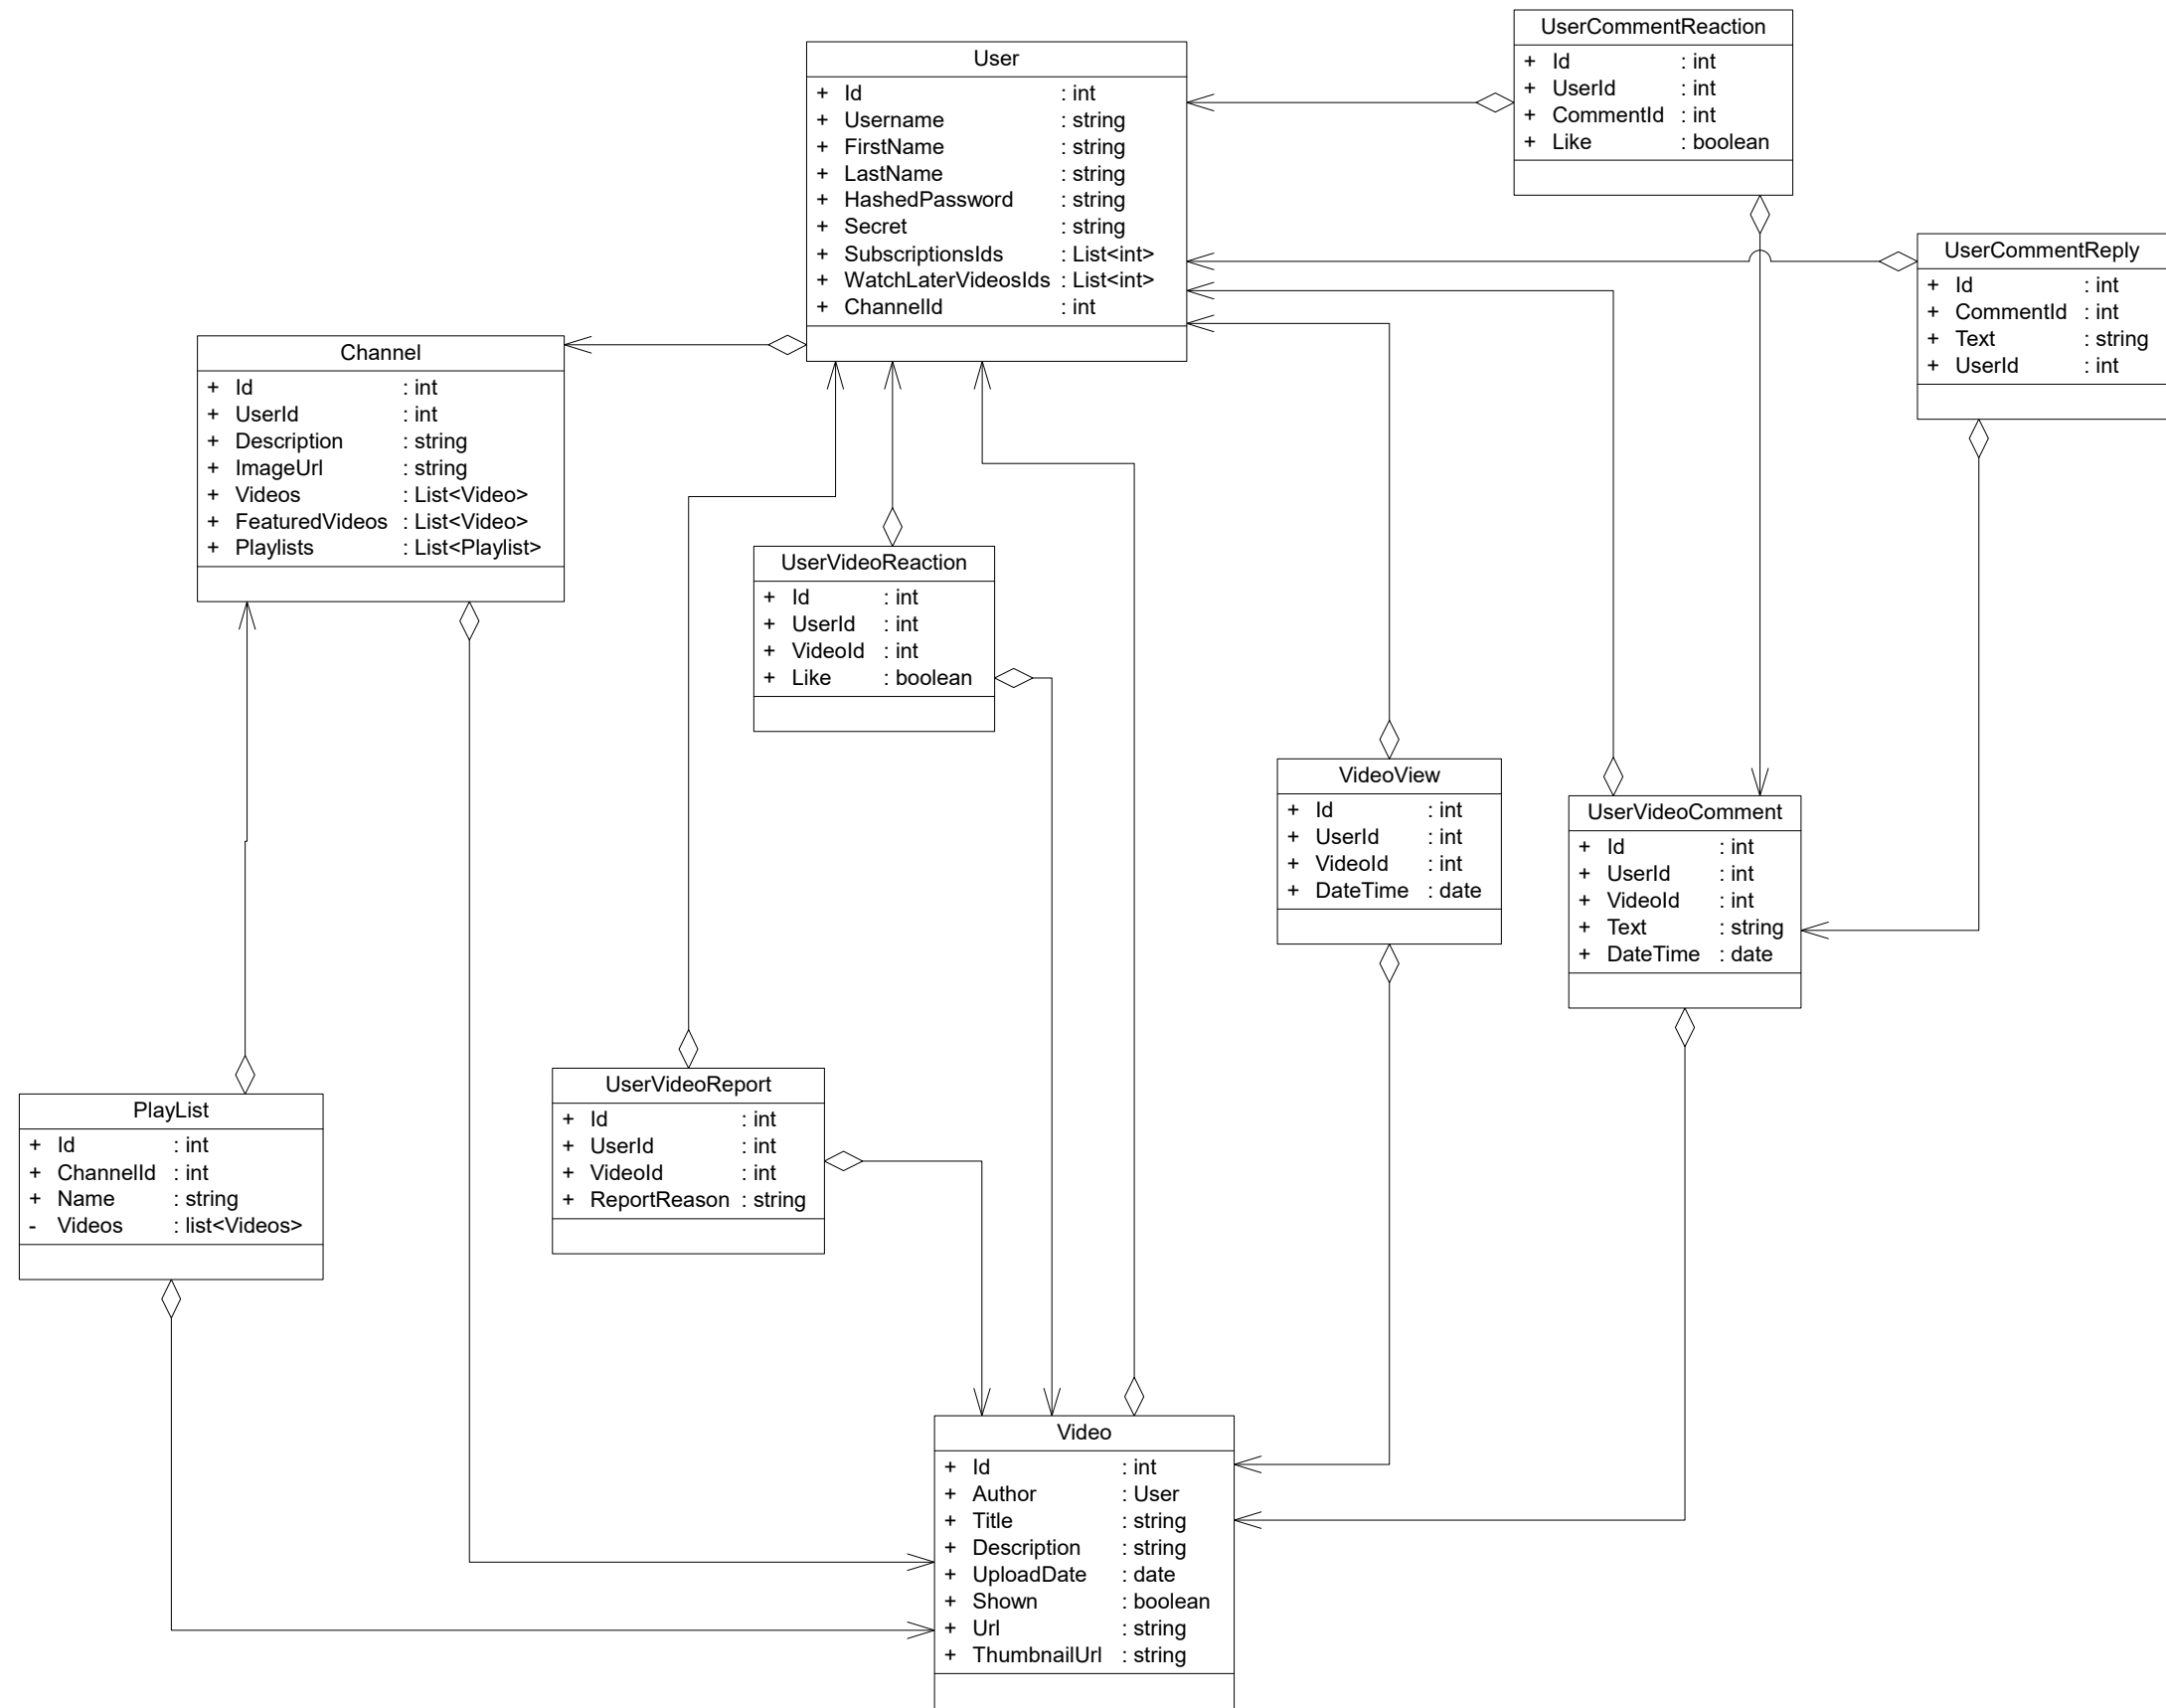 UserCommentReaction
+ Id : int
+ UserId : int
+ CommentId : int
+ Like : boolean
User
+ Id : int
+ Username : string
+ FirstName : string
+ LastName : string
+ HashedPassword : string
+ Secret : string
+ SubscriptionsIds : List<int>
+ WatchLaterVideosIds : List<int>
+ ChannelId : int
UserCommentReply
+ Id : int
+ CommentId : int
+ Text : string
+ UserId : int
Channel
+ Id : int
+ UserId : int
+ Description : string
+ ImageUrl : string
+ Videos : List<Video>
+ FeaturedVideos : List<Video>
+ Playlists : List<Playlist>
UserVideoReaction
+ Id : int
+ UserId : int
+ VideoId : int
+ Like : boolean
VideoView
+ Id : int
+ UserId : int
+ VideoId : int
+ DateTime : date
UserVideoComment
+ Id : int
+ UserId : int
+ VideoId : int
+ Text : string
+ DateTime : date
UserVideoReport
+ Id : int
+ UserId : int
+ VideoId : int
+ ReportReason : string
PlayList
+ Id : int
+ ChannelId : int
+ Name : string
- Videos : list<Videos>
Video
+ Id : int
+ Author : User
+ Title : string
+ Description : string
+ UploadDate : date
+ Shown : boolean
+ Url : string
+ ThumbnailUrl : string